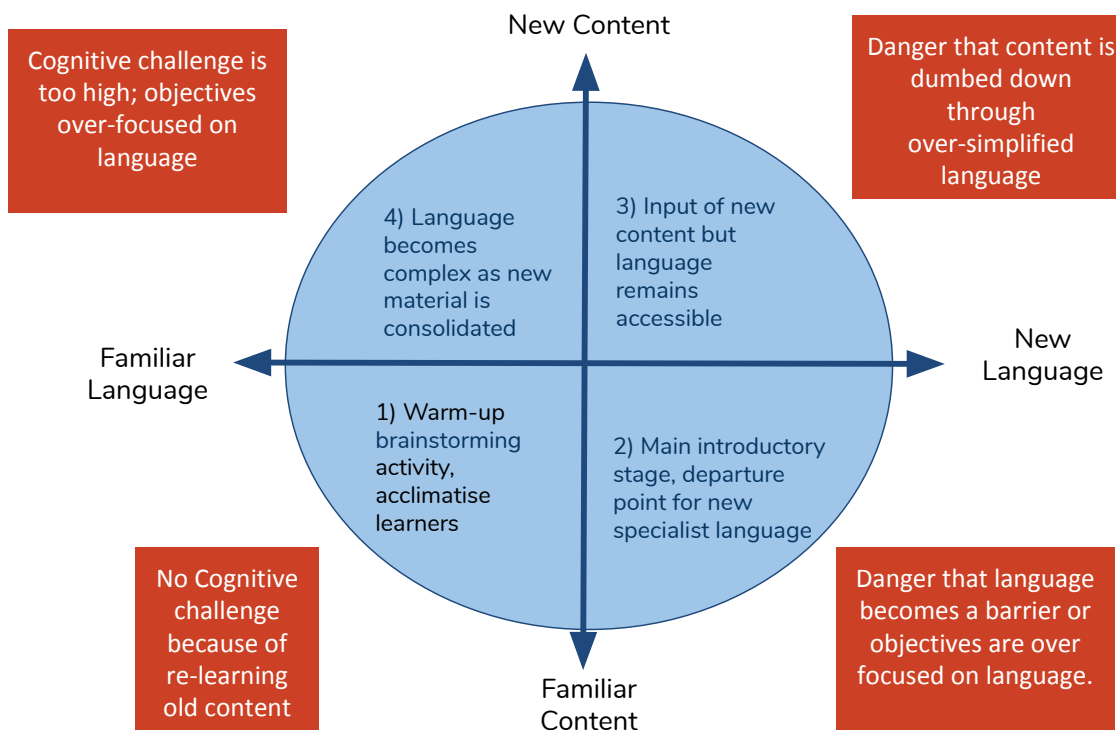 New Content
Cognitive challenge is
too high; objectives
over-focused on
language
Danger that content is
dumbed down
through
over-simplified
language
4) Language
becomes
complex as new
material is
consolidated
3) Input of new
content but
language
remains
accessible
Familiar
Language
New
Language
1) Warm-up
brainstorming
activity,
acclimatise
learners
2) Main introductory
stage, departure
point for new
specialist language
No Cognitive
challenge
because of
re-learning
old content
Danger that language
becomes a barrier or
objectives are over
focused on language.
Familiar
Content